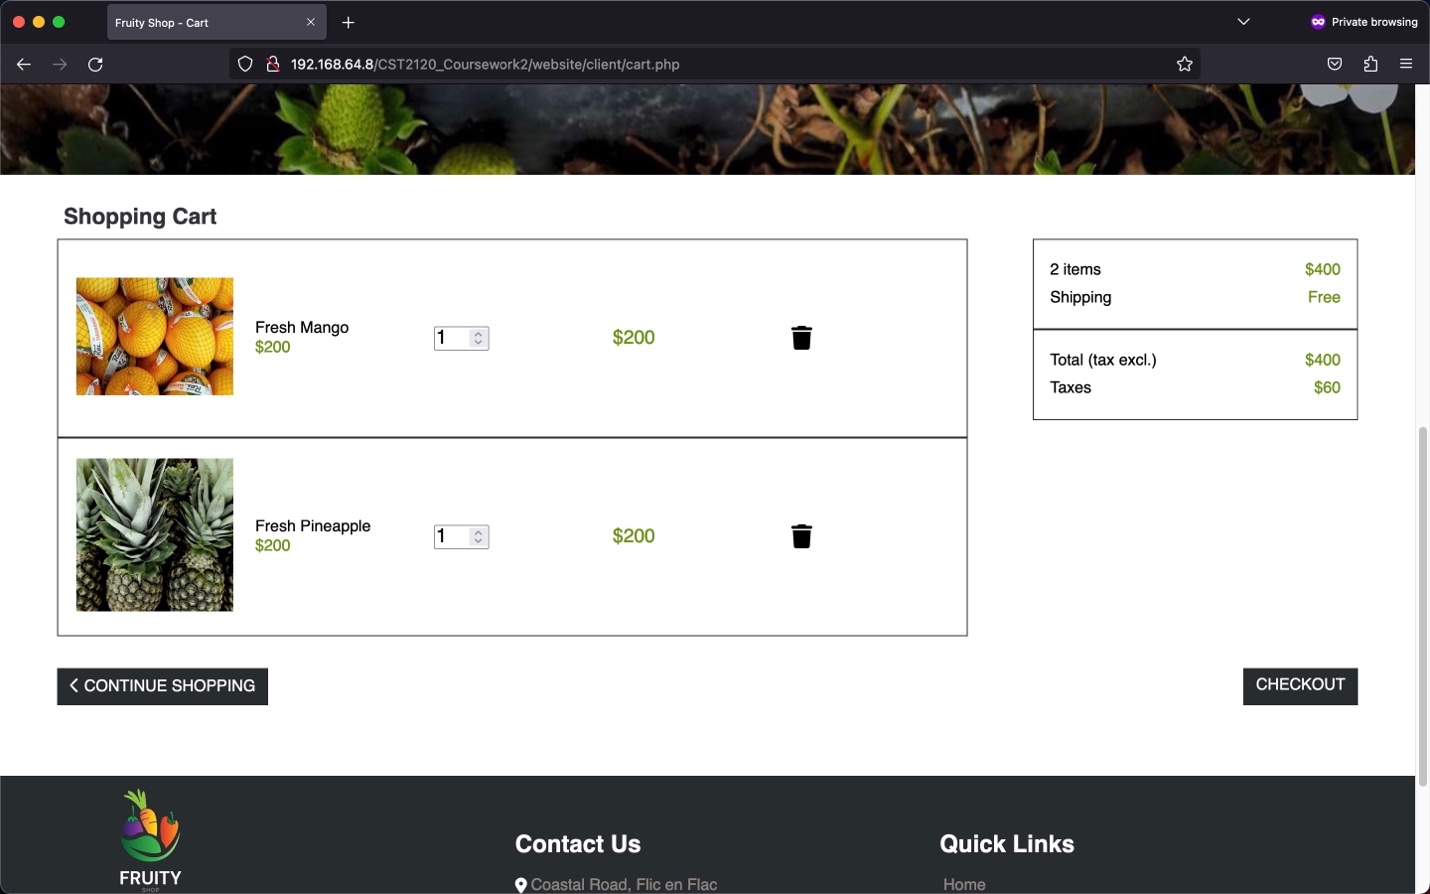 Fruity Shop - Cart
Private browsing
192.168.64.8/CST2120_Coursework2/website/client/cart.php
Shopping Cart
Fresh Mango
$200
1
$200
Fresh Pineapple
$200
1
$200
2 items $400
Shipping Free
Total (tax excl.) $400
Taxes $60
CONTINUE SHOPPING
CHECKOUT
FRUITY
SHOP
Contact Us
Coastal Road, Flic en Flac
Quick Links
Home